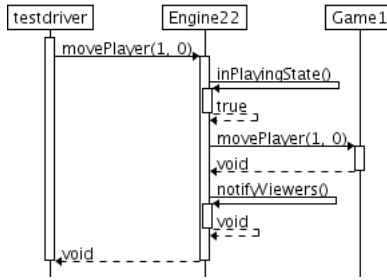 testdriver Engine22 Game1
movePlayer(1, 0)
inPlayingState()
true
movePlayer(1, 0)
void
notifyViewers()
void
void